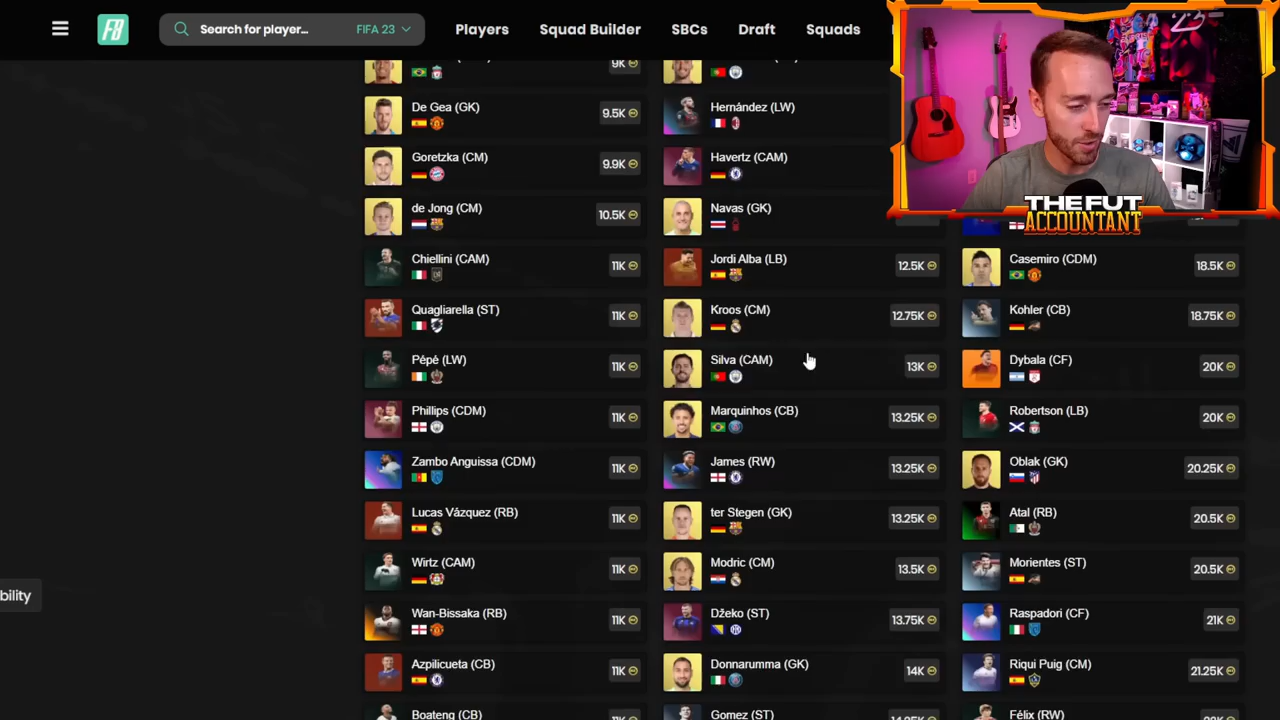 FB
Search for player...
FIFA 23
Players
Squad Builder
SBCs
Draft
Squads
THE FUT
ACCOUNTANT
9K
De Gea (GK)
9.5K
Goretzka (CM)
9.9K
de Jong (CM)
10.5K
Chiellini (CAM)
11K
Quagliarella (ST)
11K
Pépé (LW)
11K
Phillips (CDM)
11K
Zambo Anguissa (CDM)
11K
Lucas Vázquez (RB)
11K
Wirtz (CAM)
11K
Wan-Bissaka (RB)
11K
Azpilicueta (CB)
11K
Boateng (CB)
Hernández (LW)
Havertz (CAM)
Navas (GK)
Jordi Alba (LB)
12.5K
Kroos (CM)
12.75K
Silva (CAM)
13K
Marquinhos (CB)
13.25K
James (RW)
13.25K
ter Stegen (GK)
13.25K
Modric (CM)
13.5K
Džeko (ST)
13.75K
Donnarumma (GK)
14K
Gomez (ST)
Casemiro (CDM)
18.5K
Kohler (CB)
18.75K
Dybala (CF)
20K
Robertson (LB)
20K
Oblak (GK)
20.25K
Atal (RB)
20.5K
Morientes (ST)
20.5K
Raspadori (CF)
21K
Riqui Puig (CM)
21.25K
Félix (RW)
bility